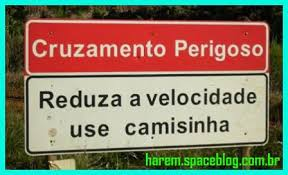 Cruzamento Perigoso
Reduza a velocidade
use camisinha
harem.spaceblog.com.br